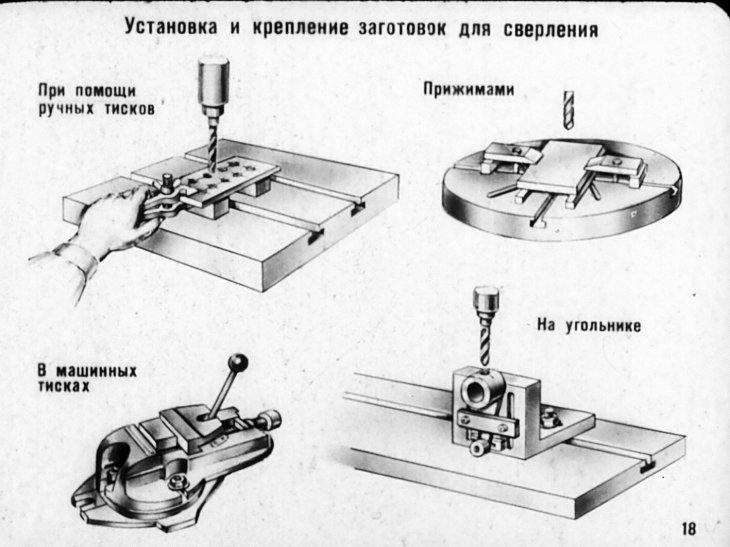 Установка и крепление заготовок для сверления
При помощи
ручных тисков
Прижимами
На угольнике
В машинных
тисках
18